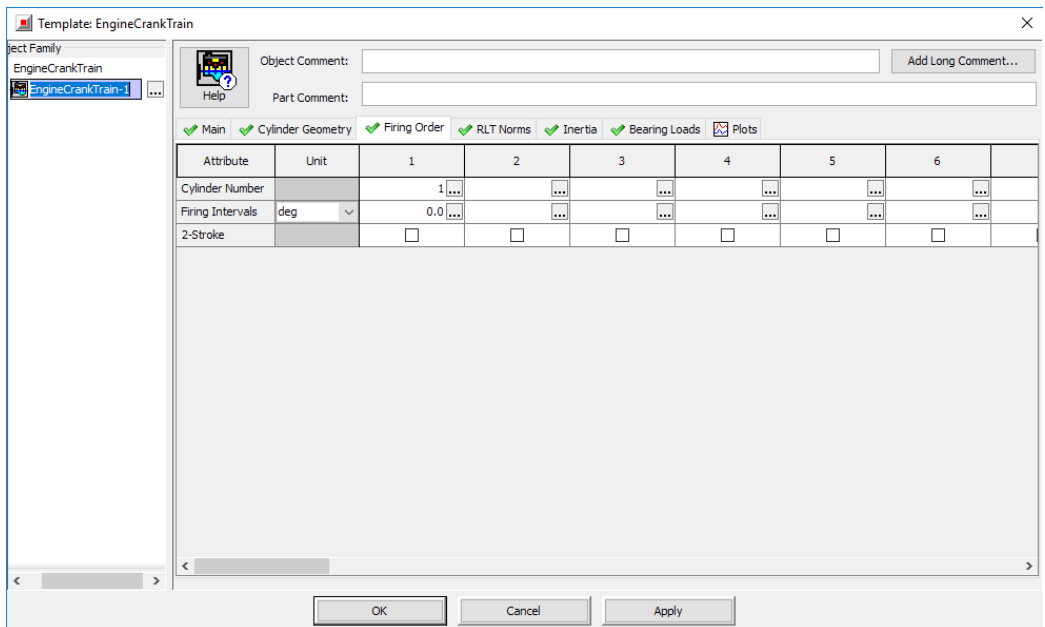 Template: EngineCrankTrain
ject Family
EngineCrankTrain
EngineCrankTrain-1 ...
Help
Object Comment:
Add Long Comment...
Part Comment:
Main Cylinder Geometry Firing Order RLT Norms Inertia Bearing Loads Plots
Attribute Unit 1 2 3 4 5 6
Cylinder Number 1 ... ... ... ... ... ...
Firing Intervals deg 0.0 ... ... ... ... ... ...
2-Stroke
OK Cancel Apply